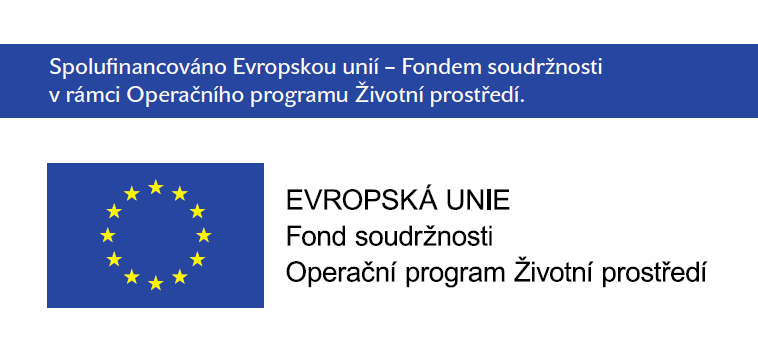 Spolufinancováno Evropskou unií – Fondem soudržnosti
v rámci Operačního programu Životní prostředí.
EVROPSKÁ UNIE
Fond soudržnosti
Operační program Životní prostředí